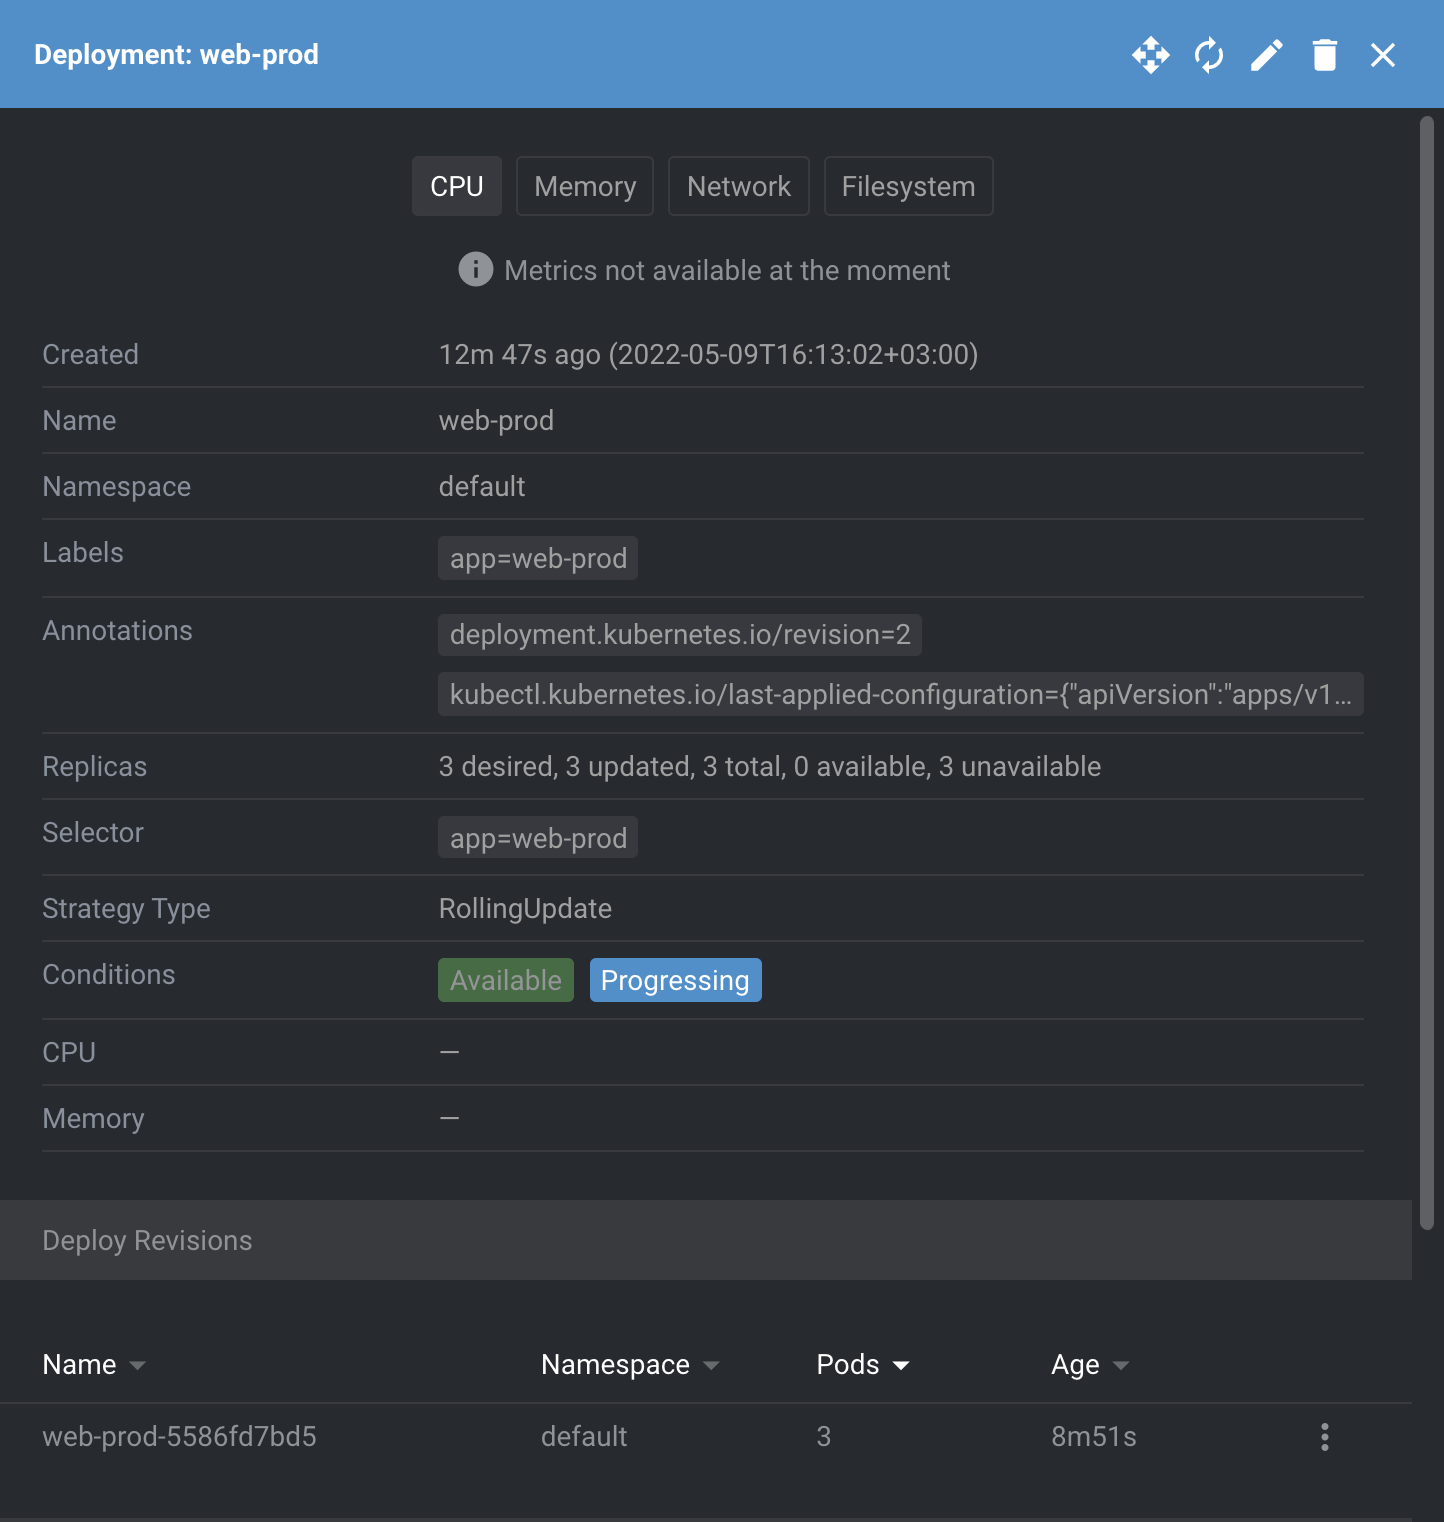 Deployment: web-prod
CPU Memory Network Filesystem
Metrics not available at the moment
Created 12m 47s ago (2022-05-09T16:13:02+03:00)
Name web-prod
Namespace default
Labels app=web-prod
Annotations deployment.kubernetes.io/revision=2
kubectl.kubernetes.io/last-applied-configuration={"apiVersion":"apps/v1...
Replicas 3 desired, 3 updated, 3 total, 0 available, 3 unavailable
Selector app=web-prod
Strategy Type RollingUpdate
Conditions Available Progressing
CPU —
Memory —
Deploy Revisions
Name Namespace Pods Age
web-prod-5586fd7bd5 default 3 8m51s